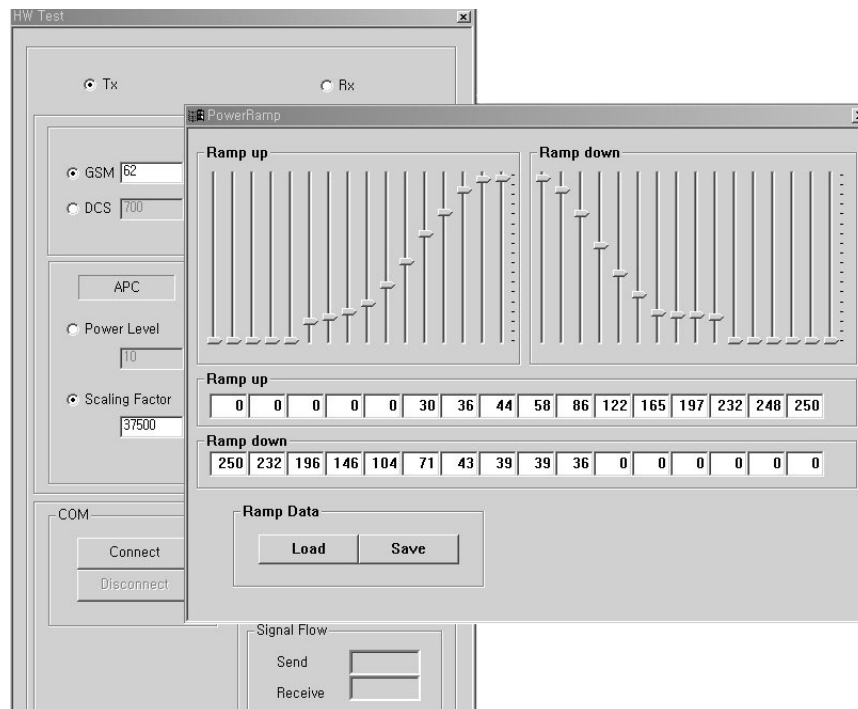 HW Test
Tx
Rx
PowerRamp
GSM 62
DCS 700
APC
Power Level
10
Scaling Factor
37500
COM
Connect
Disconnect
Ramp up
Ramp down
Ramp up
0 0 0 0 0 30 36 44 58 86 122 165 197 232 248 250
Ramp down
250 232 196 146 104 71 43 39 39 36 0 0 0 0 0 0
Ramp Data
Load Save
Signal Flow
Send
Receive